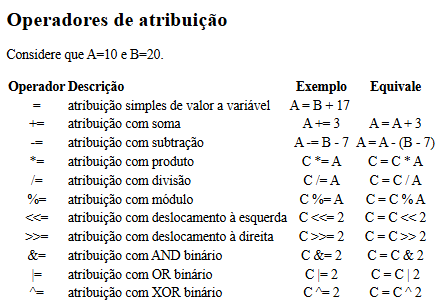 Operadores de atribuição
Considere que A=10 e B=20.
Operador Descrição Exemplo Equivale
= atribuição simples de valor a variável A = B + 17
+= atribuição com soma A += 3 A = A + 3
-= atribuição com subtração A -= B - 7 A = A - (B - 7)
*= atribuição com produto C *= A C = C * A
/= atribuição com divisão C /= A C = C / A
%= atribuição com módulo C %= A C = C % A
<<= atribuição com deslocamento à esquerda C <<= 2 C = C << 2
>>= atribuição com deslocamento à direita C >>= 2 C = C >> 2
&= atribuição com AND binário C &= 2 C = C & 2
|= atribuição com OR binário C |= 2 C = C | 2
^= atribuição com XOR binário C ^= 2 C = C ^ 2